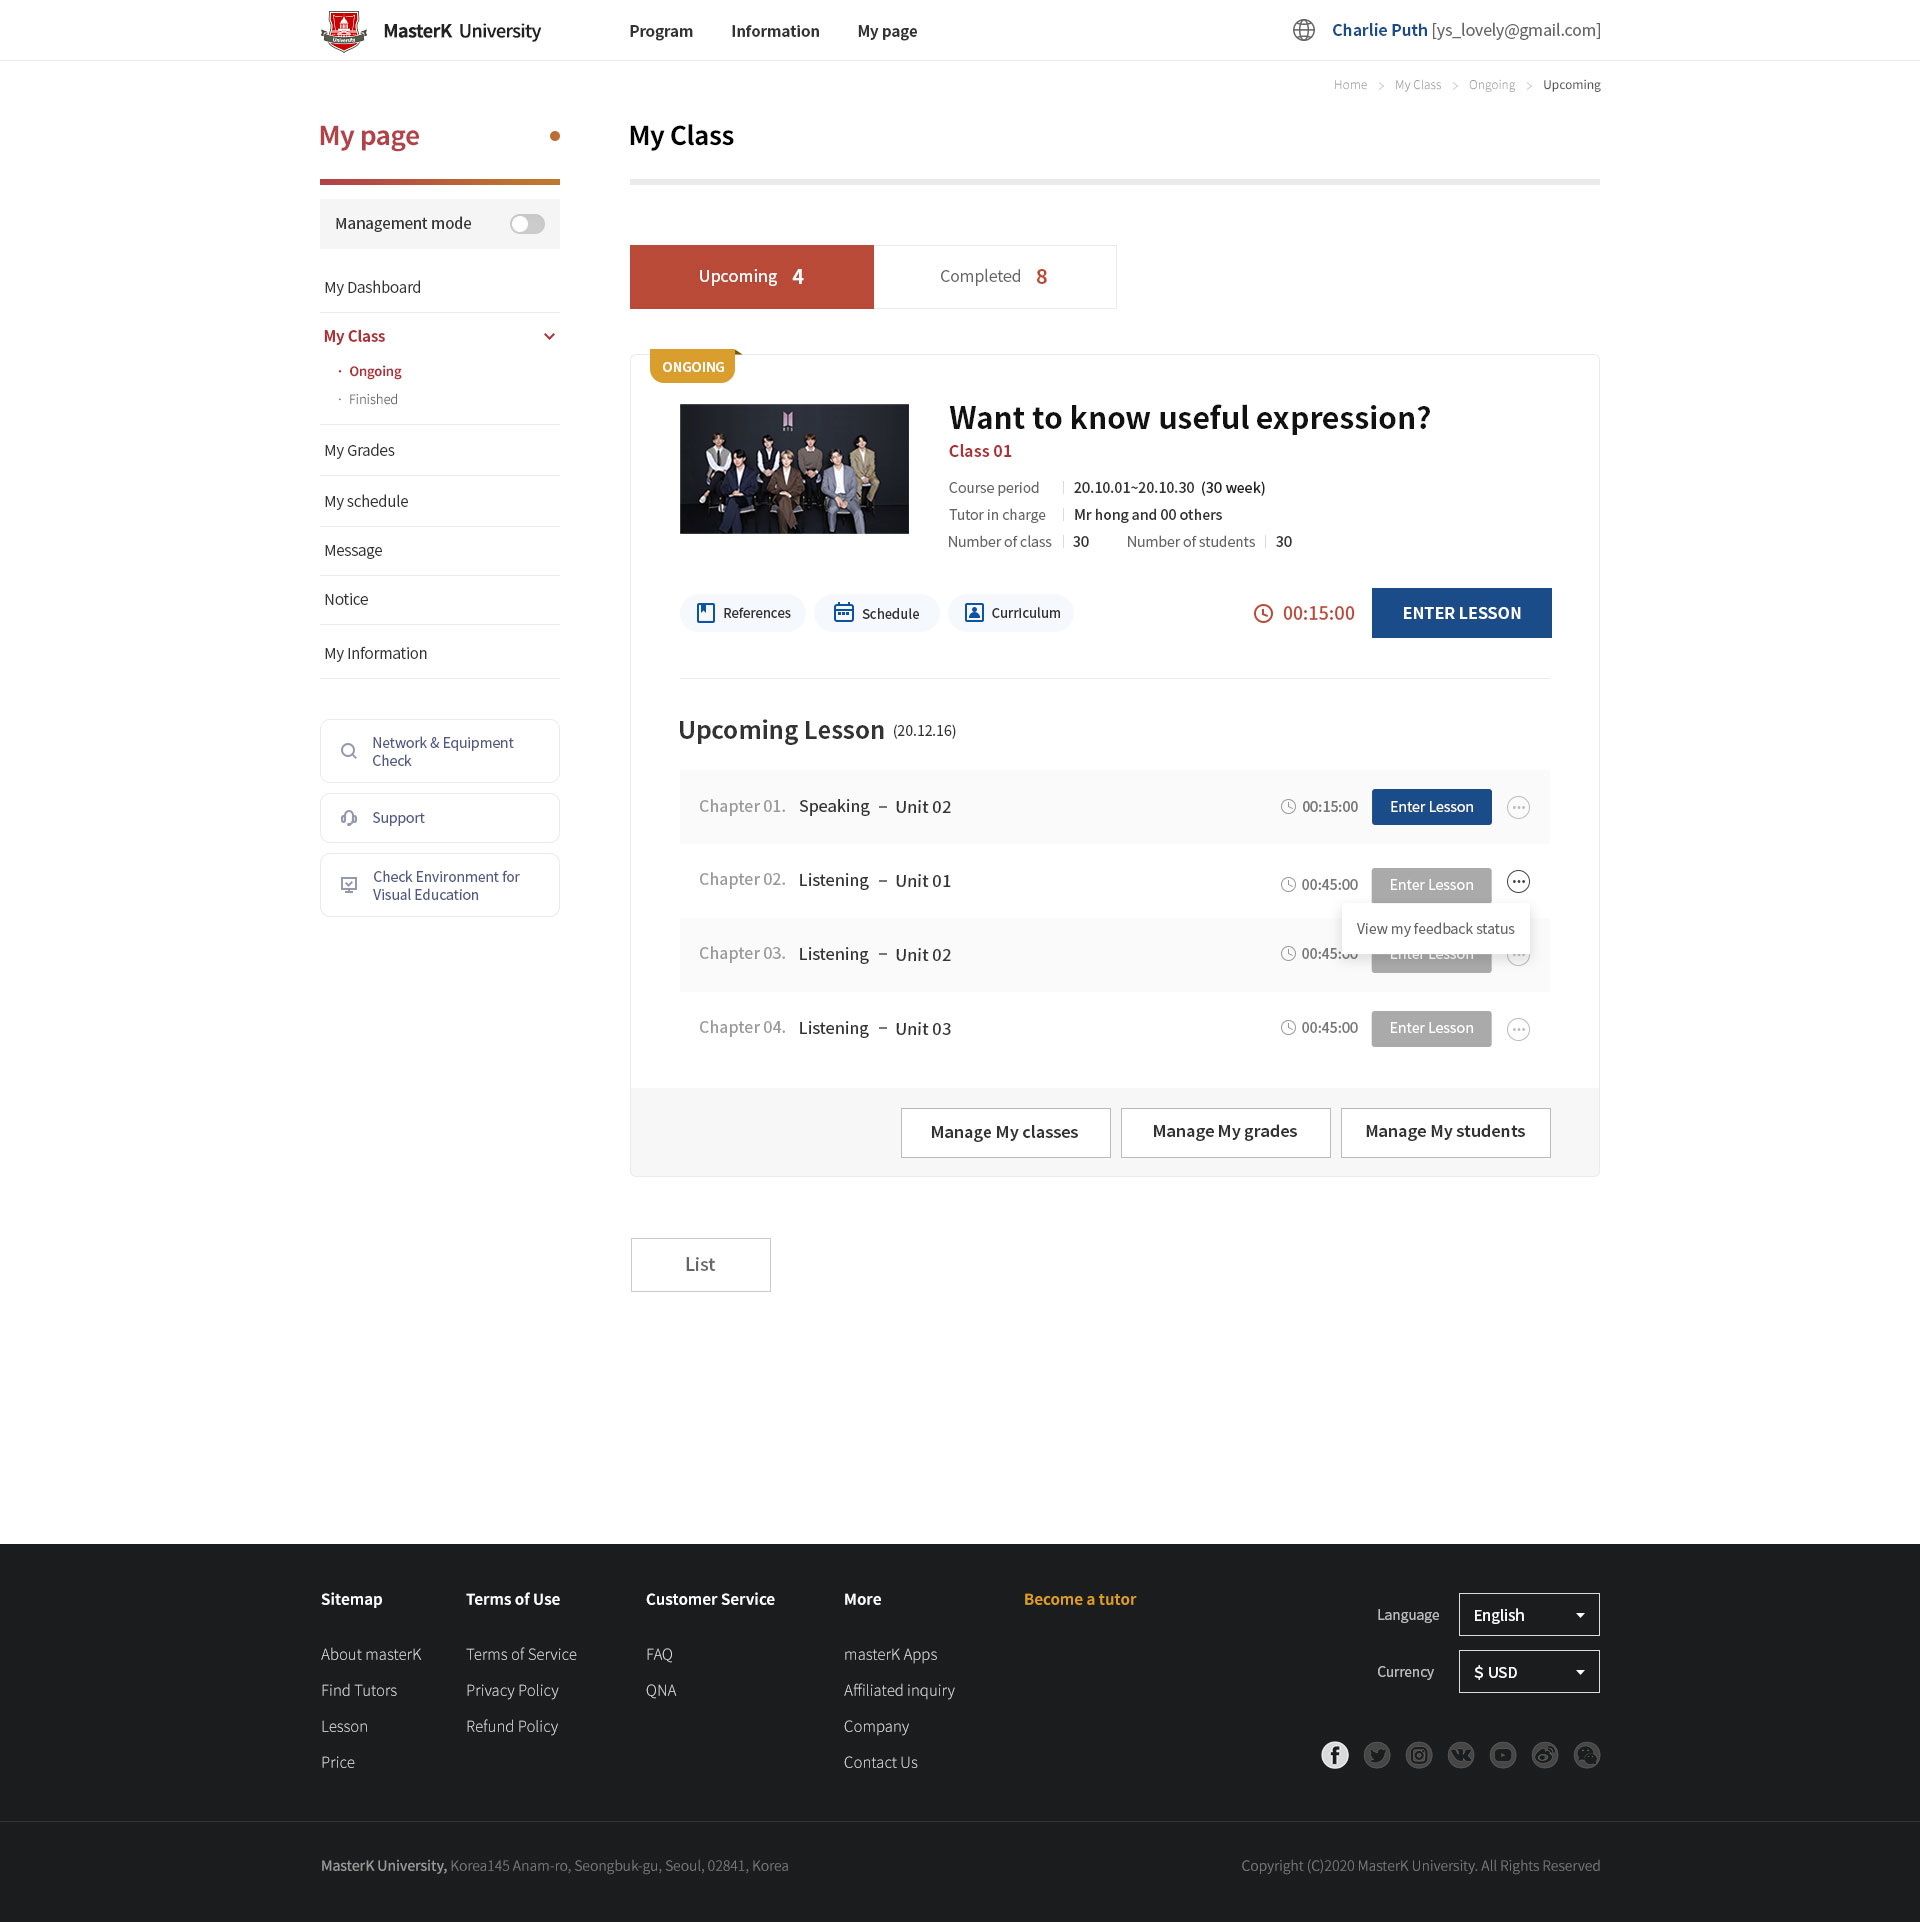 MasterK University
Program
Information
My page
Charlie Puth [ys_lovely@gmail.com]
Home > My Class > Ongoing > Upcoming
My page
My Class
Management mode
My Dashboard
My Class
· Ongoing
· Finished
My Grades
My schedule
Message
Notice
My Information
Network & Equipment
Check
Support
Check Environment for
Visual Education
Upcoming 4
Completed 8
ONGOING
BTS
Want to know useful expression?
Class 01
Course period
20.10.01~20.10.30 (30 week)
Tutor in charge
Mr hong and 00 others
Number of class
30
Number of students
30
References
Schedule
Curriculum
00:15:00
ENTER LESSON
Upcoming Lesson (20.12.16)
Chapter 01. Speaking – Unit 02
00:15:00
Enter Lesson
Chapter 02. Listening – Unit 01
00:45:00
Enter Lesson
View my feedback status
Chapter 03. Listening – Unit 02
00:45:00
Enter Lesson
Chapter 04. Listening – Unit 03
00:45:00
Enter Lesson
Manage My classes
Manage My grades
Manage My students
List
Sitemap
About masterK
Find Tutors
Lesson
Price
Terms of Use
Terms of Service
Privacy Policy
Refund Policy
Customer Service
FAQ
QNA
More
masterK Apps
Affiliated inquiry
Company
Contact Us
Become a tutor
Language
English
Currency
$ USD
MasterK University, Korea145 Anam-ro, Seongbuk-gu, Seoul, 02841, Korea
Copyright (C)2020 MasterK University. All Rights Reserved